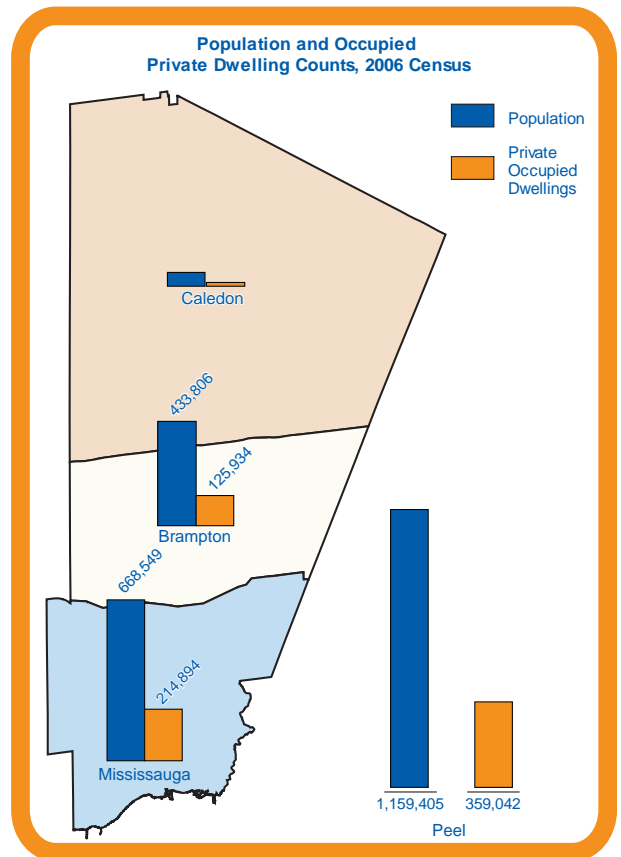 Population and Occupied
Private Dwelling Counts, 2006 Census
Population
Private
Occupied
Dwellings
Caledon
433,806
125,934
Brampton
668,549
214,894
Mississauga
1,159,405
359,042
Peel